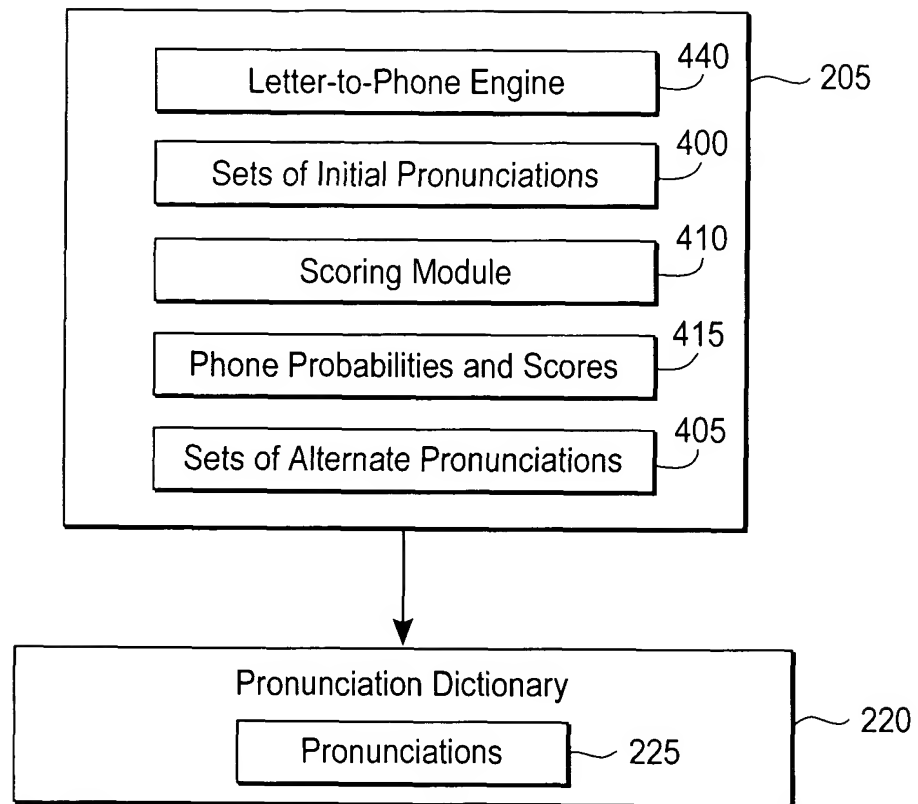 440
Letter-to-Phone Engine
205
400
Sets of Initial Pronunciations
410
Scoring Module
415
Phone Probabilities and Scores
405
Sets of Alternate Pronunciations
Pronunciation Dictionary
220
Pronunciations
225